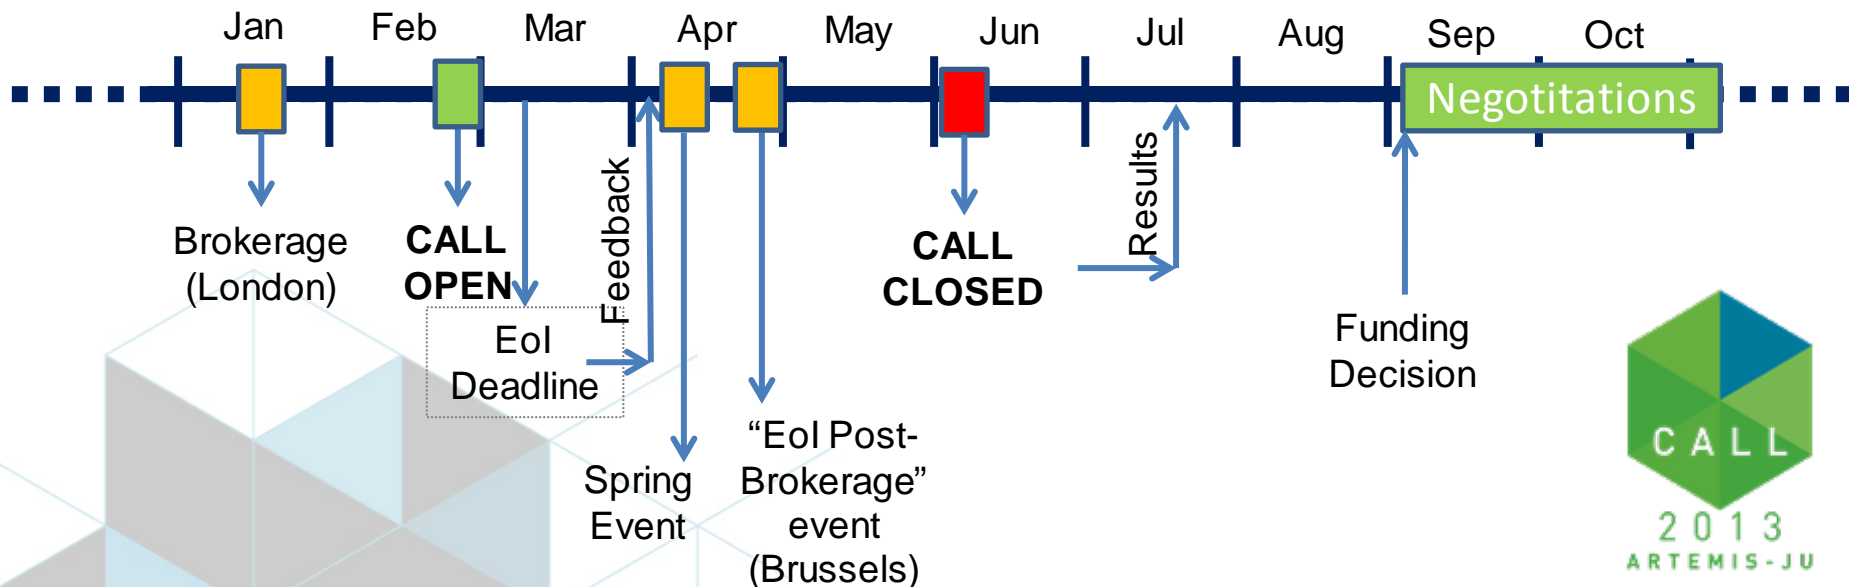 Jan
Feb
Mar
Apr
May
Jun
Jul
Aug
Sep
Oct
Negotitations
Brokerage
(London)
CALL
OPEN
EoI
Deadline
Feedback
Spring
Event
“EoI Post-
Brokerage”
event
(Brussels)
CALL
CLOSED
Results
Funding
Decision
CALL
2013
ARTEMIS-JU